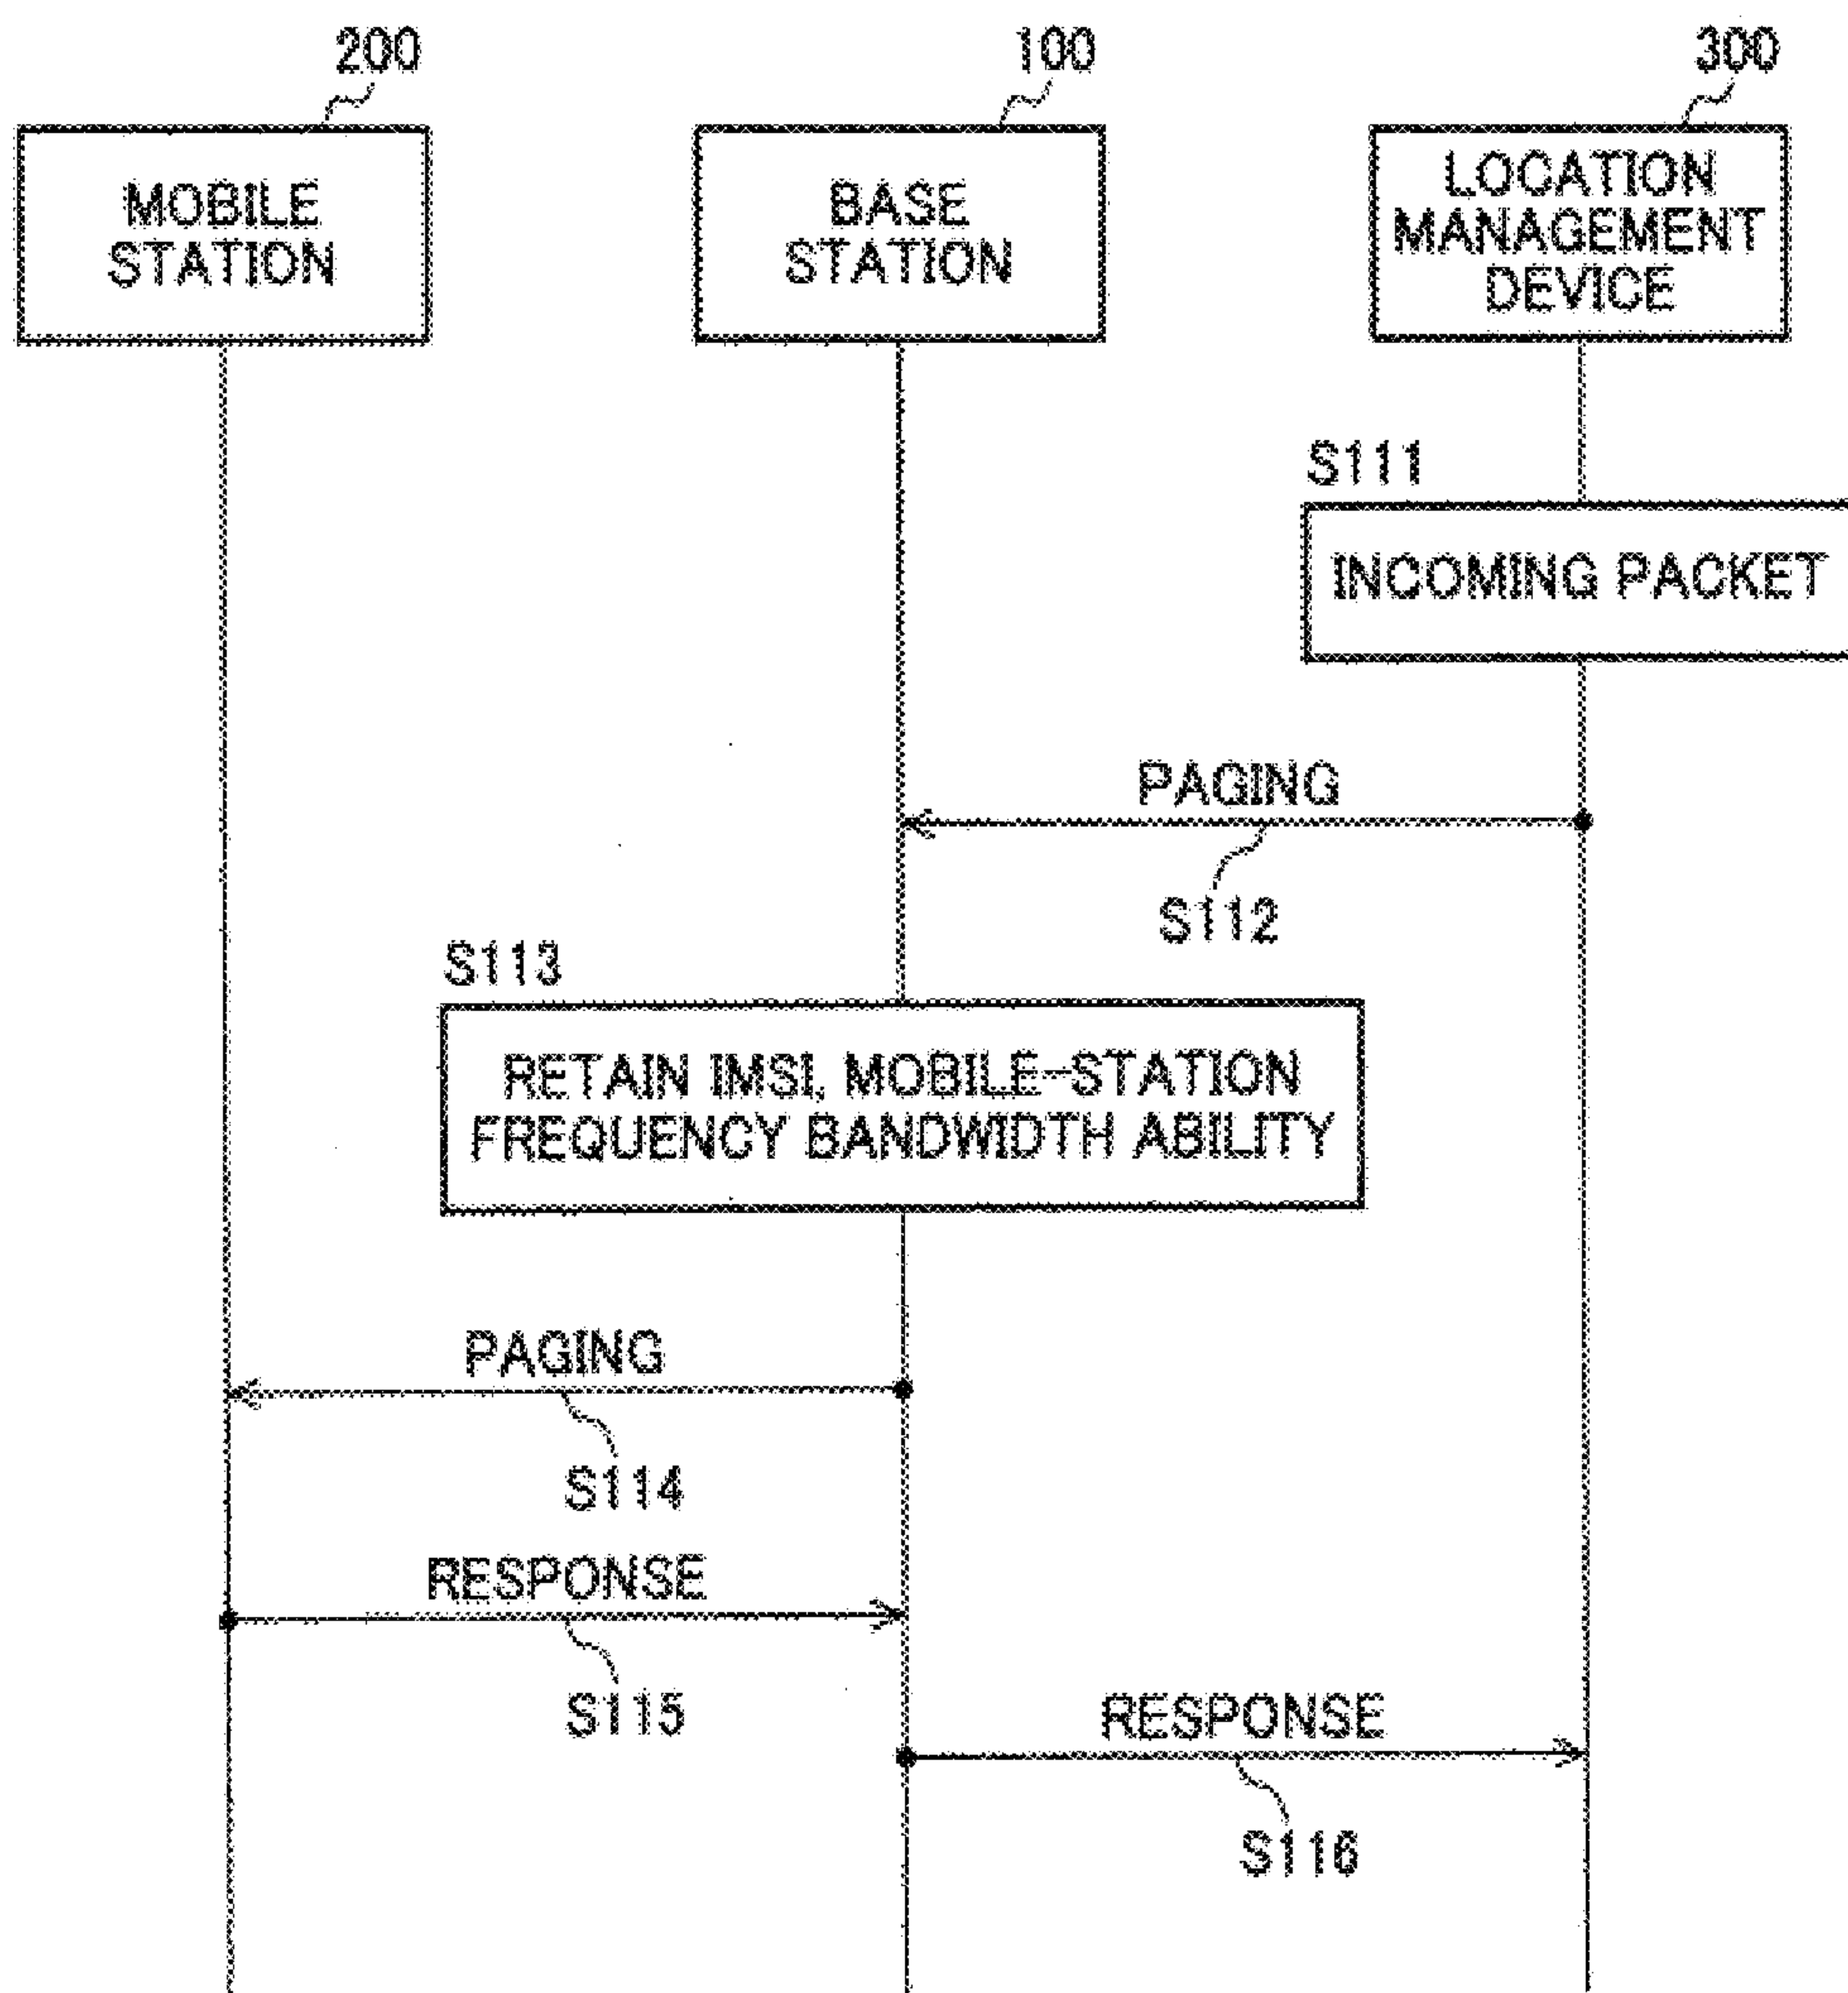 200
100
300
MOBILE
STATION
BASE
STATION
LOCATION
MANAGEMENT
DEVICE
S111
INCOMING PACKET
PAGING
S112
S113
RETAIN IMSI, MOBILE-STATION
FREQUENCY BANDWIDTH ABILITY
PAGING
S114
RESPONSE
S115
RESPONSE
S116